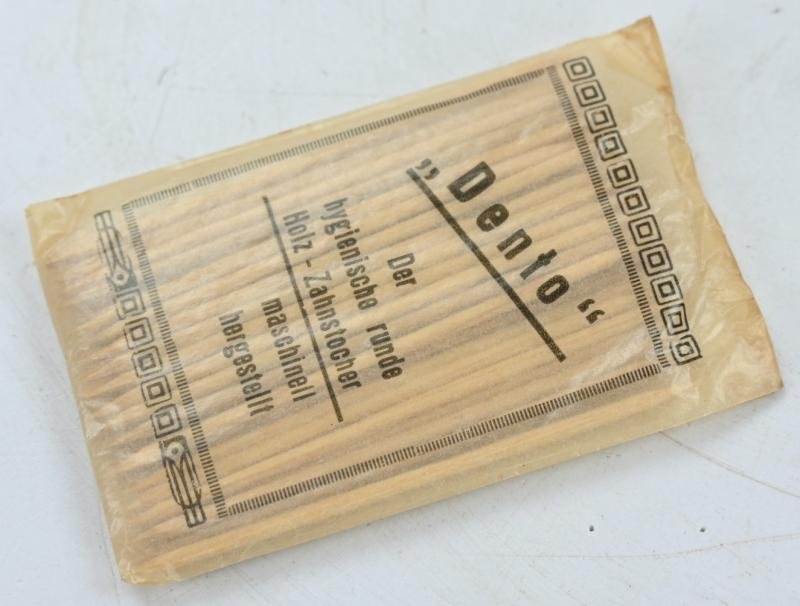 „Dento“
Der
hygienische runde
Holz - Zahnstocher
maschinell
hergestellt